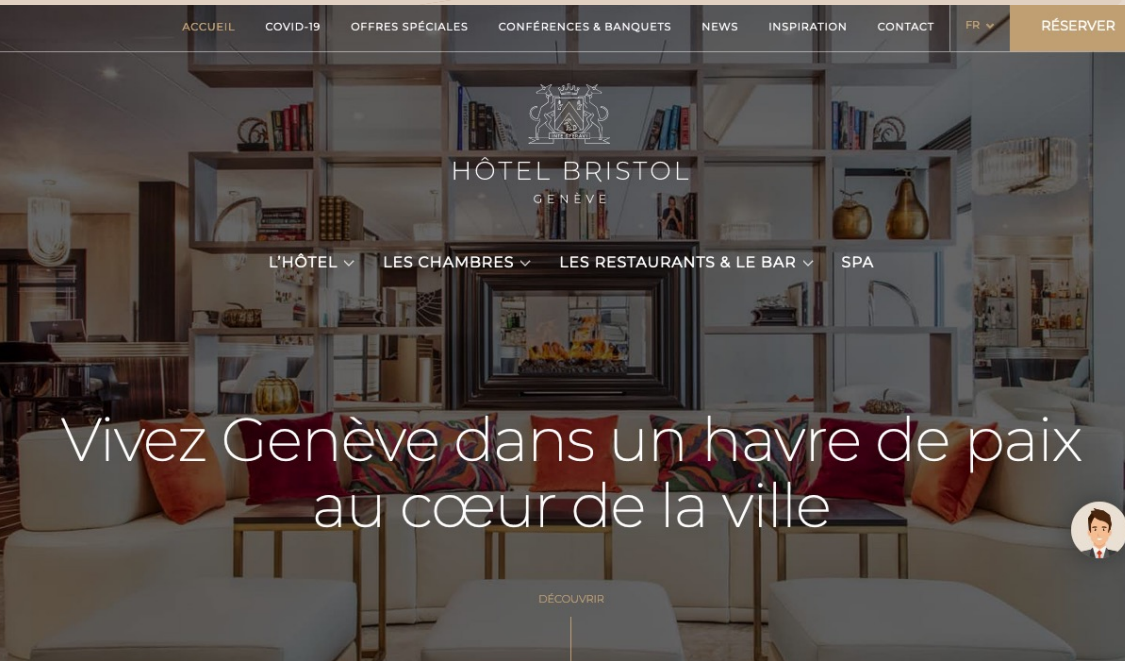 ACCUEIL COVID-19 OFFRES SPÉCIALES CONFÉRENCES & BANQUETS NEWS INSPIRATION CONTACT FR RÉSERVER
HÔTEL BRISTOL
GENÈVE
L'HÔTEL LES CHAMBRES LES RESTAURANTS & LE BAR SPA
Vivez Genève dans un havre de paix
au cœur de la ville
DÉCOUVRIR